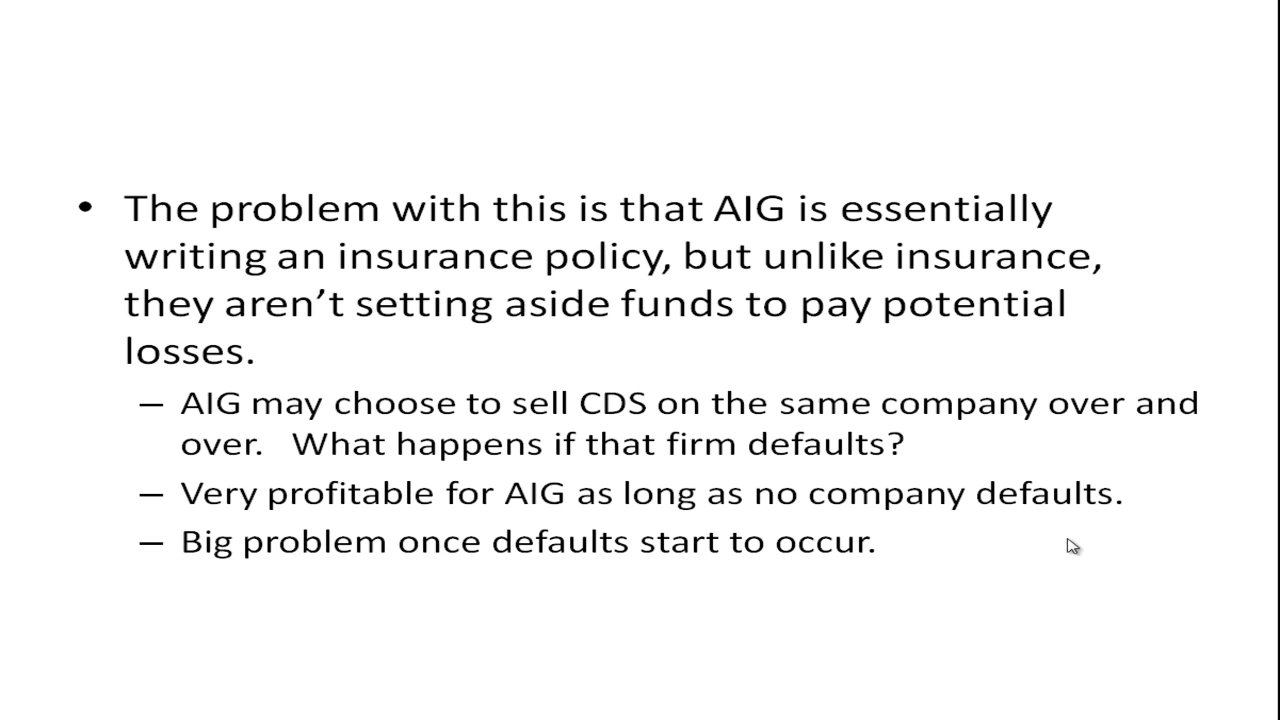 • The problem with this is that AIG is essentially
writing an insurance policy, but unlike insurance,
they aren’t setting aside funds to pay potential
losses.
– AIG may choose to sell CDS on the same company over and
over.   What happens if that firm defaults?
– Very profitable for AIG as long as no company defaults.
– Big problem once defaults start to occur.